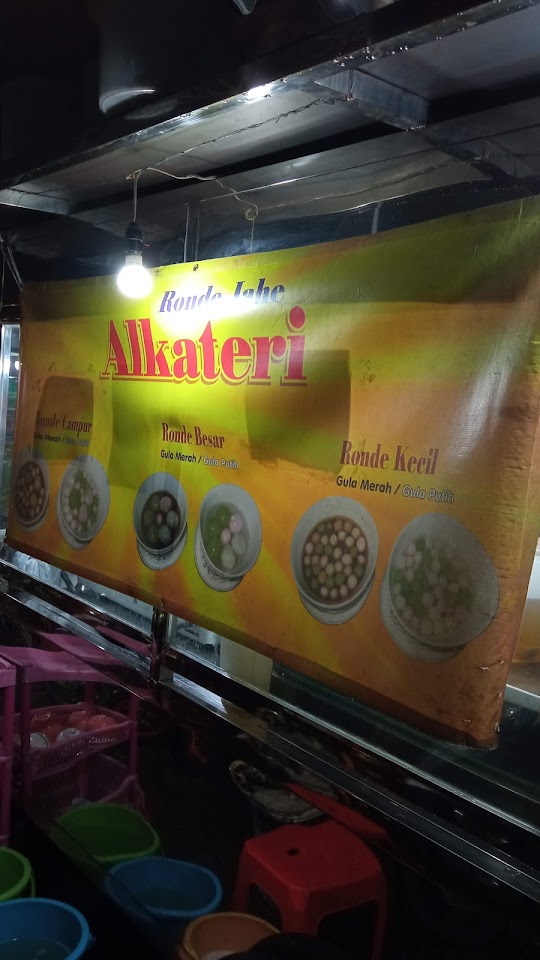 Ronde Jahe
Alkateri
Ronde Campur
Gula Merah / Gula Putih
Ronde Besar
Gula Merah / Gula Putih
Ronde Kecil
Gula Merah / Gula Putih